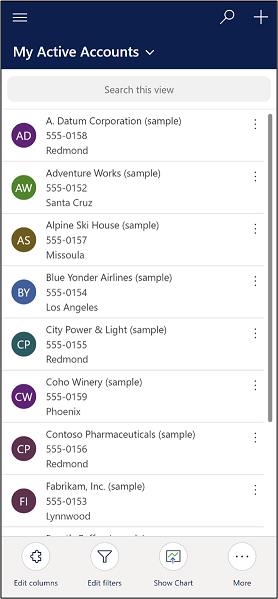 My Active Accounts
Search this view
AD
A. Datum Corporation (sample)
555-0158
Redmond
AW
Adventure Works (sample)
555-0152
Santa Cruz
AS
Alpine Ski House (sample)
555-0157
Missoula
BY
Blue Yonder Airlines (sample)
555-0154
Los Angeles
CP
City Power & Light (sample)
555-0155
Redmond
CW
Coho Winery (sample)
555-0159
Phoenix
CP
Contoso Pharmaceuticals (sample)
555-0156
Redmond
FI
Fabrikam, Inc. (sample)
555-0153
Lynnwood
Edit columns
Edit filters
Show Chart
More